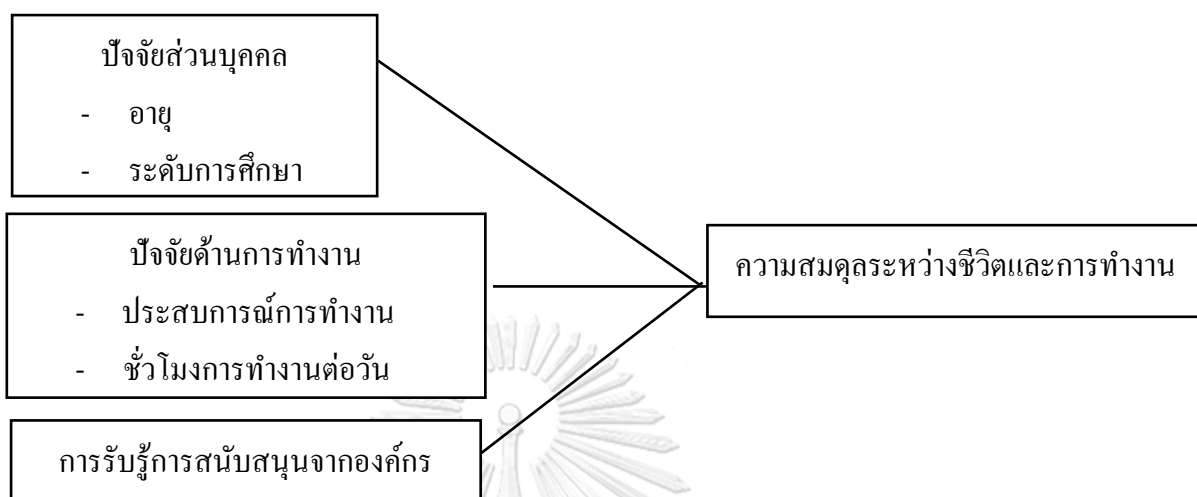 ปัจจัยส่วนบุคคล
- อายุ
- ระดับการศึกษา
ปัจจัยด้านการทำงาน
- ประสบการณ์การทำงาน
- ชั่วโมงการทำงานต่อวัน
การรับรู้การสนับสนุนจากองค์กร
ความสมดุลระหว่างชีวิตและการทำงาน